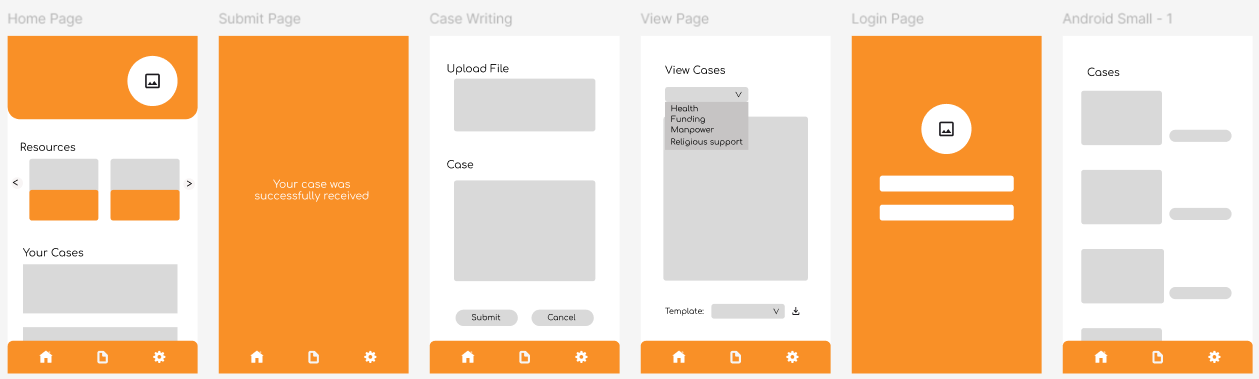 Home Page
Submit Page
Case Writing
View Page
Login Page
Android Small - 1
Resources
<
>
Your Cases
Your case was
successfully received
Upload File
Case
Submit
Cancel
View Cases
V
Health
Funding
Manpower
Religious support
Template:
V
Cases